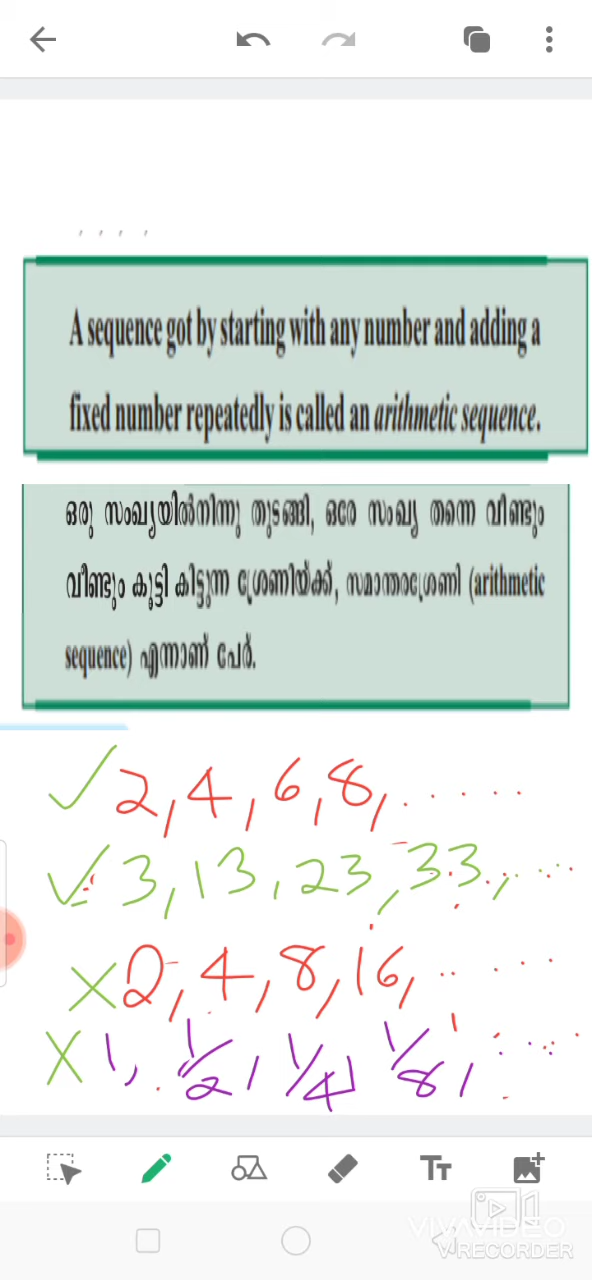 A sequence got by starting with any number and adding a
fixed number repeatedly is called an arithmetic sequence.
ഒരു സംഖ്യയിൽനിന്നു തുടങ്ങി, ഒരേ സംഖ്യ തന്നെ വീണ്ടും
വീണ്ടും കൂട്ടി കിട്ടുന്ന ശ്രേണിയ്ക്ക്, സമാന്തരശ്രേണി (arithmetic
sequence) എന്നാണ് പേര്.
✓ 2, 4, 6, 8, ......
✓ 3, 13, 23, 33, ......
× 2, 4, 8, 16, .....
× 1, 1/2, 1/4, 1/8, .....
TT
VIVAVIDEO
V RECORDER